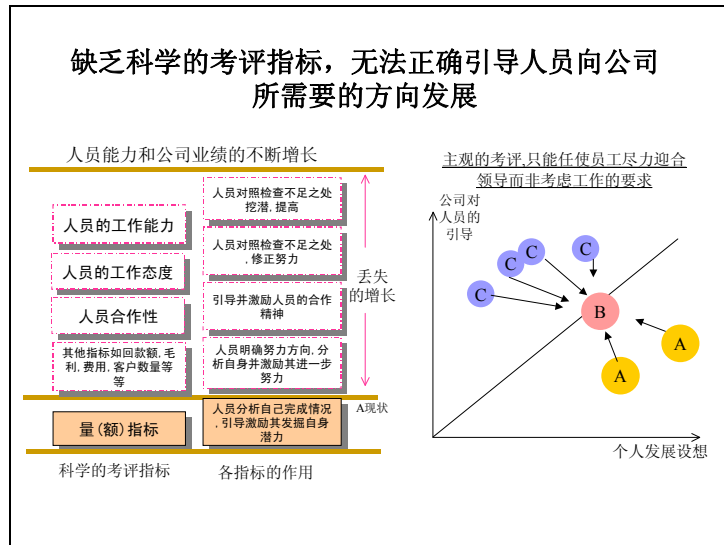 缺乏科学的考评指标，无法正确引导人员向公司
所需要的方向发展
人员能力和公司业绩的不断增长
人员的工作能力
人员的工作态度
人员合作性
其他指标如回款额,毛
利,费用,客户数量等
等
量(额)指标
科学的考评指标
人员对照检查不足之处
挖潜,提高
人员对照检查不足之处
,修正努力
引导并激励人员的合作
精神
人员明确努力方向,分
析自身并激励其进一步
努力
人员分析自己完成情况
,引导激励其发掘自身
潜力
各指标的作用
丢失
的增长
A现状
主观的考评,只能任使员工尽力迎合
领导而非考虑工作的要求
公司对
人员的
引导
C
C
C
C
B
A
A
个人发展设想